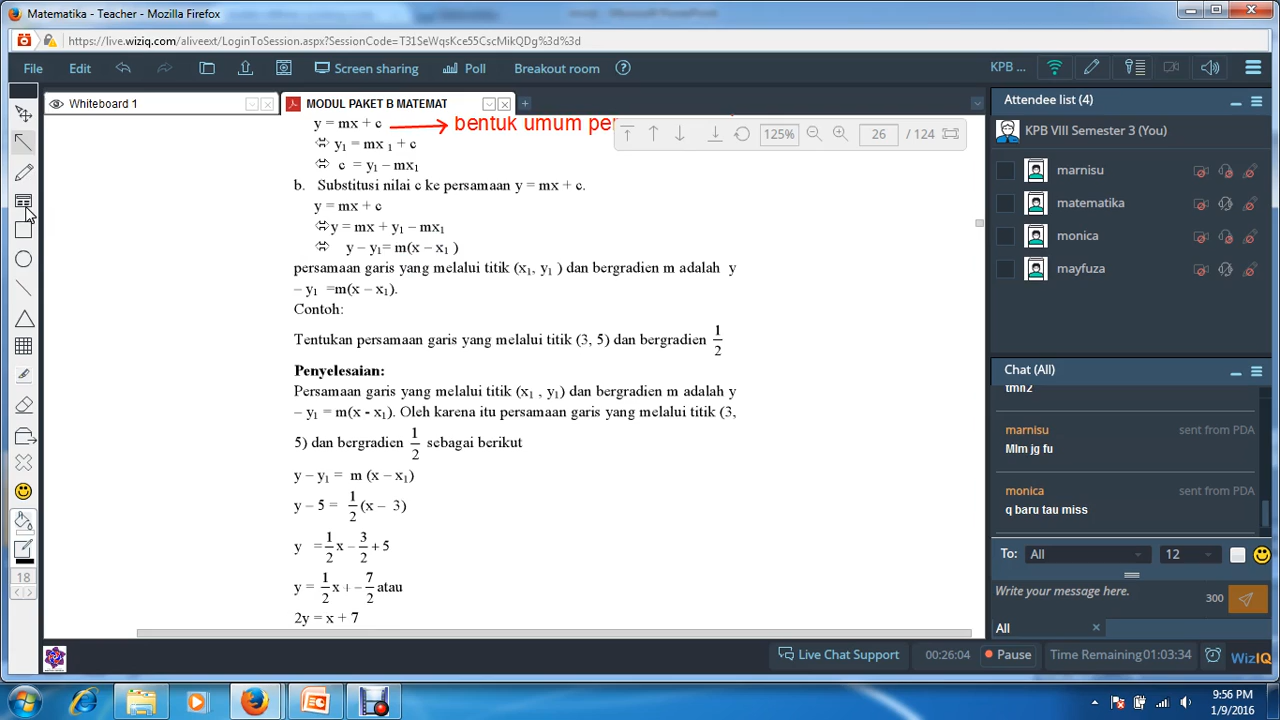 Matematika - Teacher - Mozilla Firefox
https://live.wiziq.com/aliveext/LoginToSession.aspx?SessionCode=T31SeWqsKce55CscMikQDg%3d%3d
File Edit Screen sharing Poll Breakout room ? KPB ...
Whiteboard 1
MODUL PAKET B MATEMAT
125% 26 / 124
y = mx + c bentuk umum per
⬄ y1 = mx 1 + c
⬄ c = y1 – mx1
b. Substitusi nilai c ke persamaan y = mx + c.
y = mx + c
⬄y = mx + y1 – mx1
⬄ y – y1= m(x – x1 )
persamaan garis yang melalui titik (x1, y1 ) dan bergradien m adalah y
– y1 =m(x – x1).
Contoh:
Tentukan persamaan garis yang melalui titik (3, 5) dan bergradien 1/2
Penyelesaian:
Persamaan garis yang melalui titik (x1 , y1) dan bergradien m adalah y
– y1 = m(x - x1). Oleh karena itu persamaan garis yang melalui titik (3,
5) dan bergradien 1/2 sebagai berikut
y – y1 = m (x – x1)
y – 5 = 1/2 (x – 3)
y = 1/2 x – 3/2 + 5
y = 1/2 x + – 7/2 atau
2y = x + 7
18
Attendee list (4)
KPB VIII Semester 3 (You)
marnisu
matematika
monica
mayfuza
Chat (All)
marnisu sent from PDA
Mlm jg fu
monica sent from PDA
q baru tau miss
To: All 12
Write your message here. 300
All
Live Chat Support 00:26:04 Pause Time Remaining 01:03:34 WizIQ
9:56 PM
1/9/2016